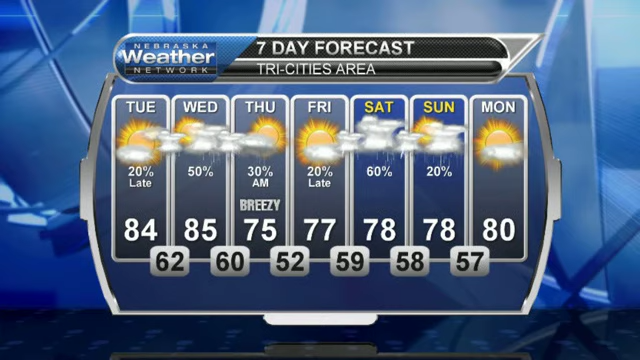 NEBRASKA
Weather
NETWORK
7 DAY FORECAST
TRI-CITIES AREA
TUE WED THU FRI SAT SUN MON
20% 50% 30% 20% 60% 20%
Late AM Late
BREEZY
84 85 75 77 78 78 80
62 60 52 59 58 57